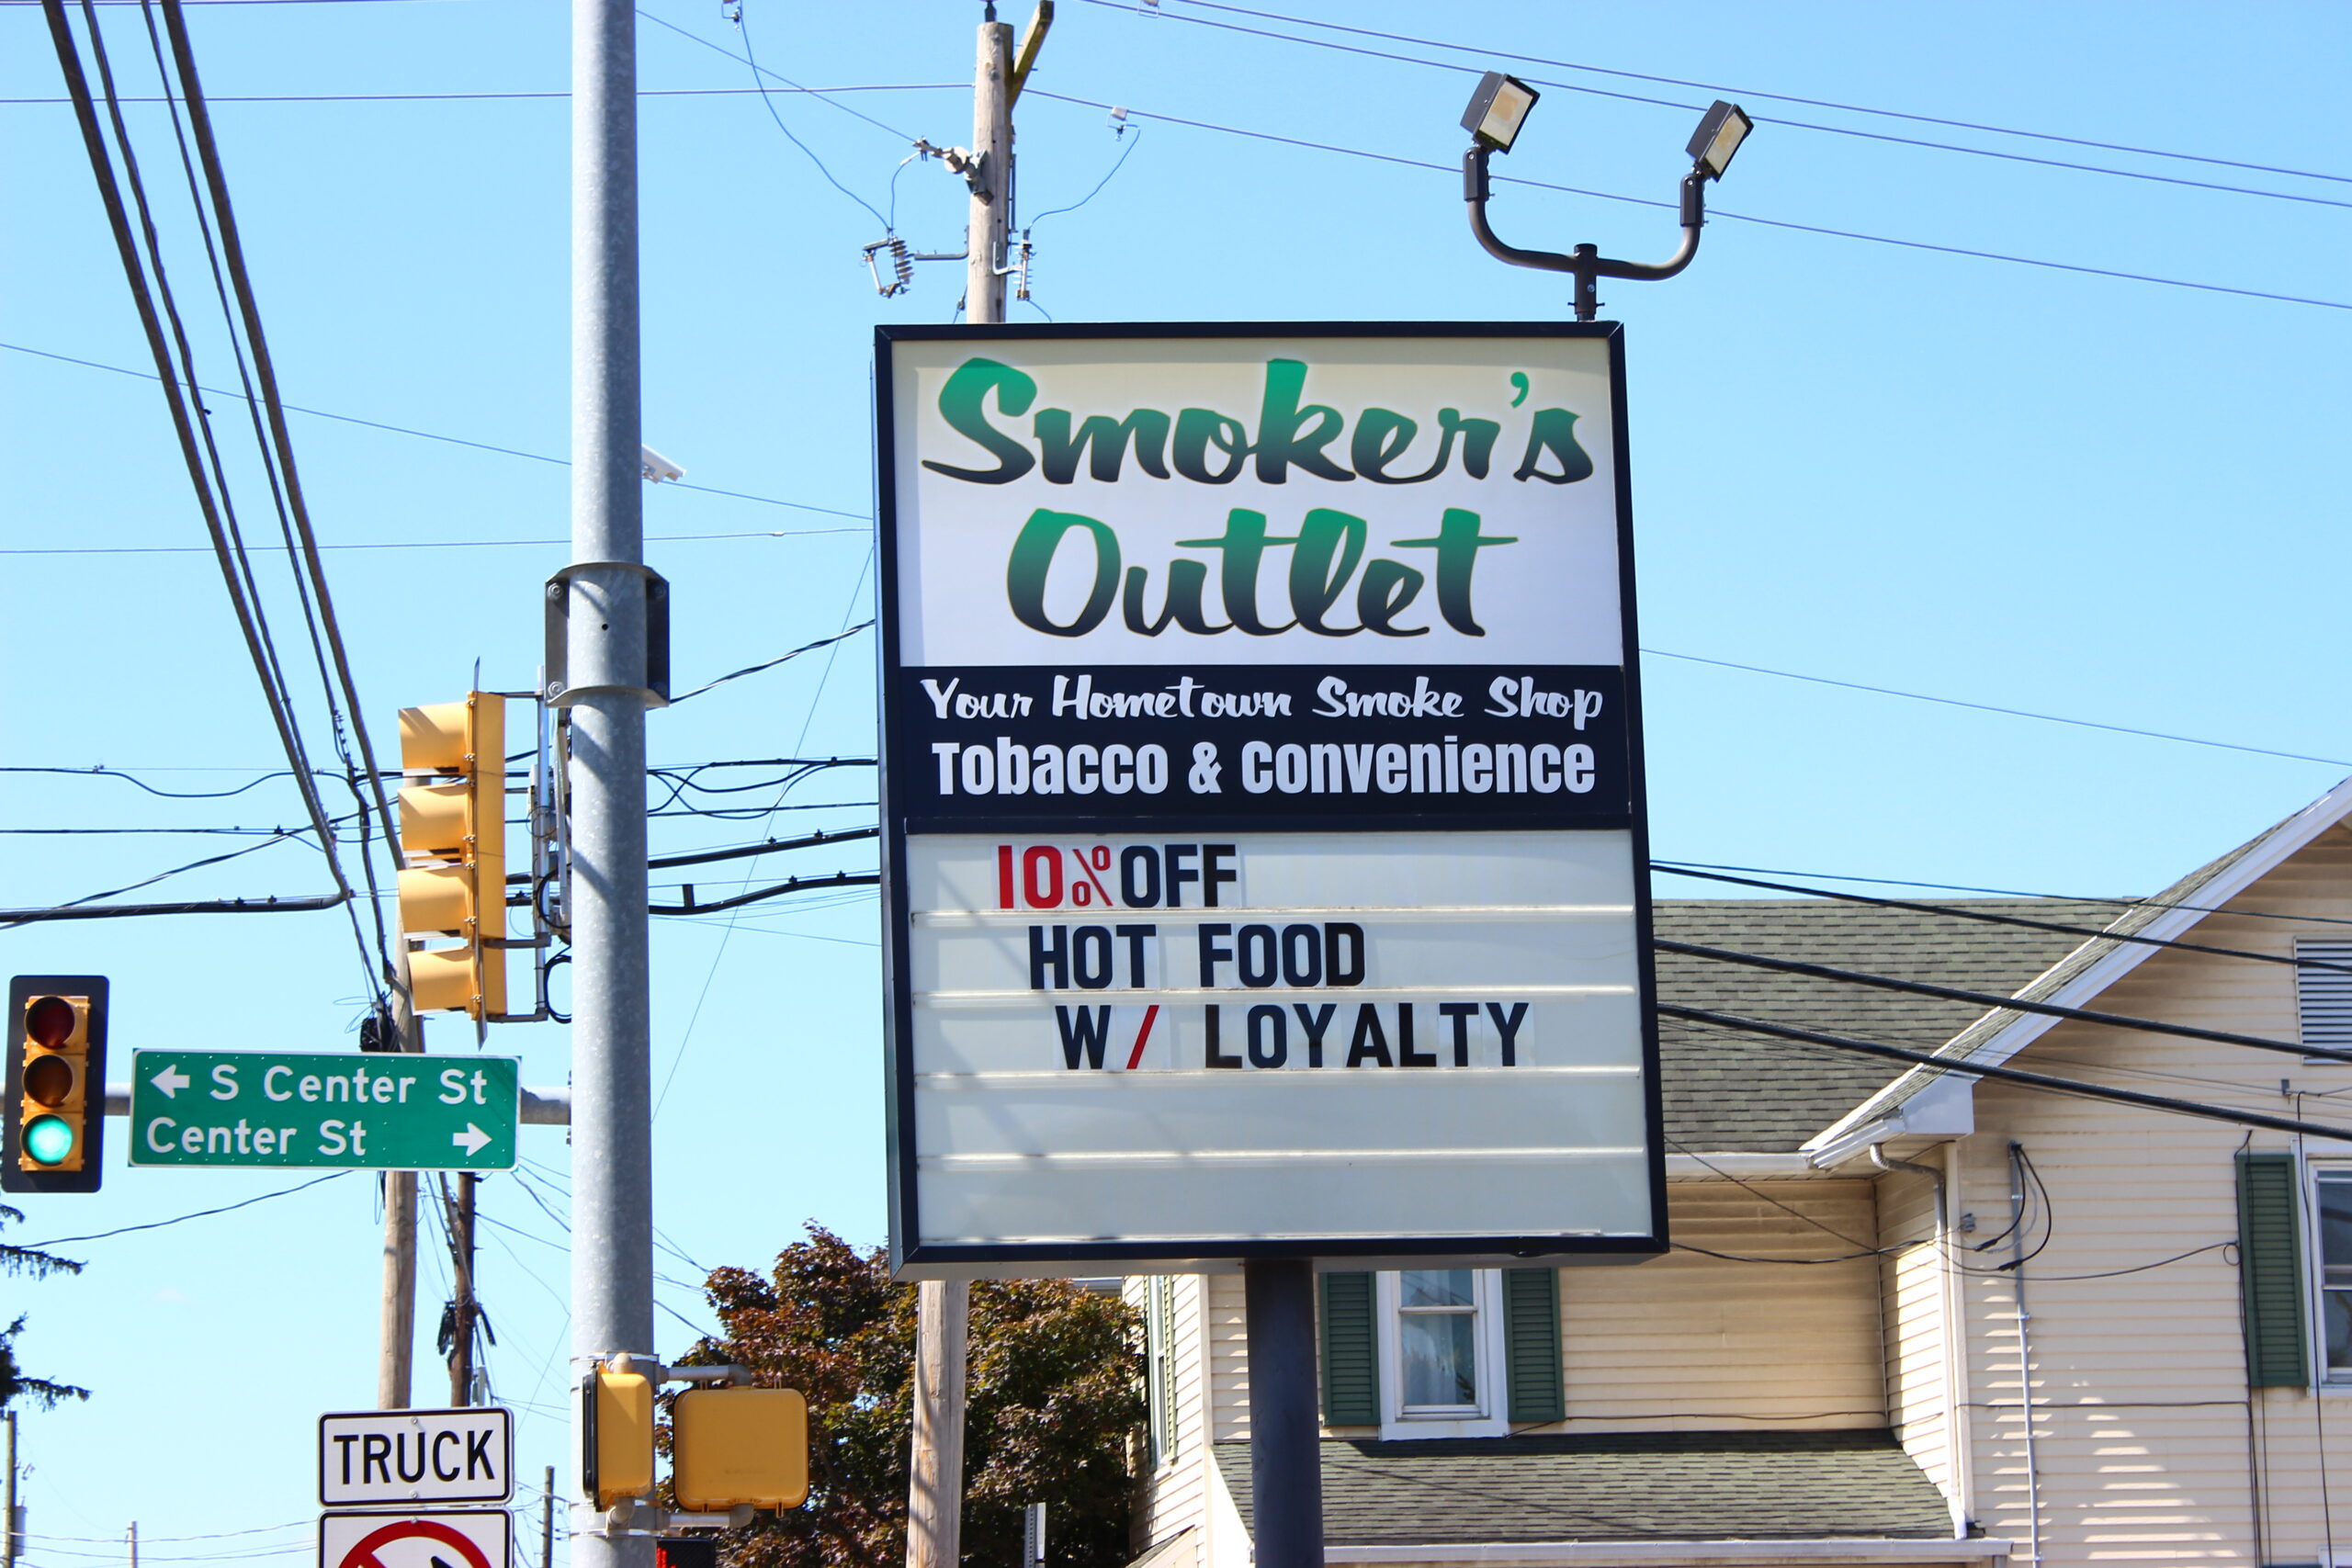 Smoker's
Outlet
Your Hometown Smoke Shop
Tobacco & Convenience
10% OFF
HOT FOOD
W/ LOYALTY
← S Center St
Center St →
TRUCK